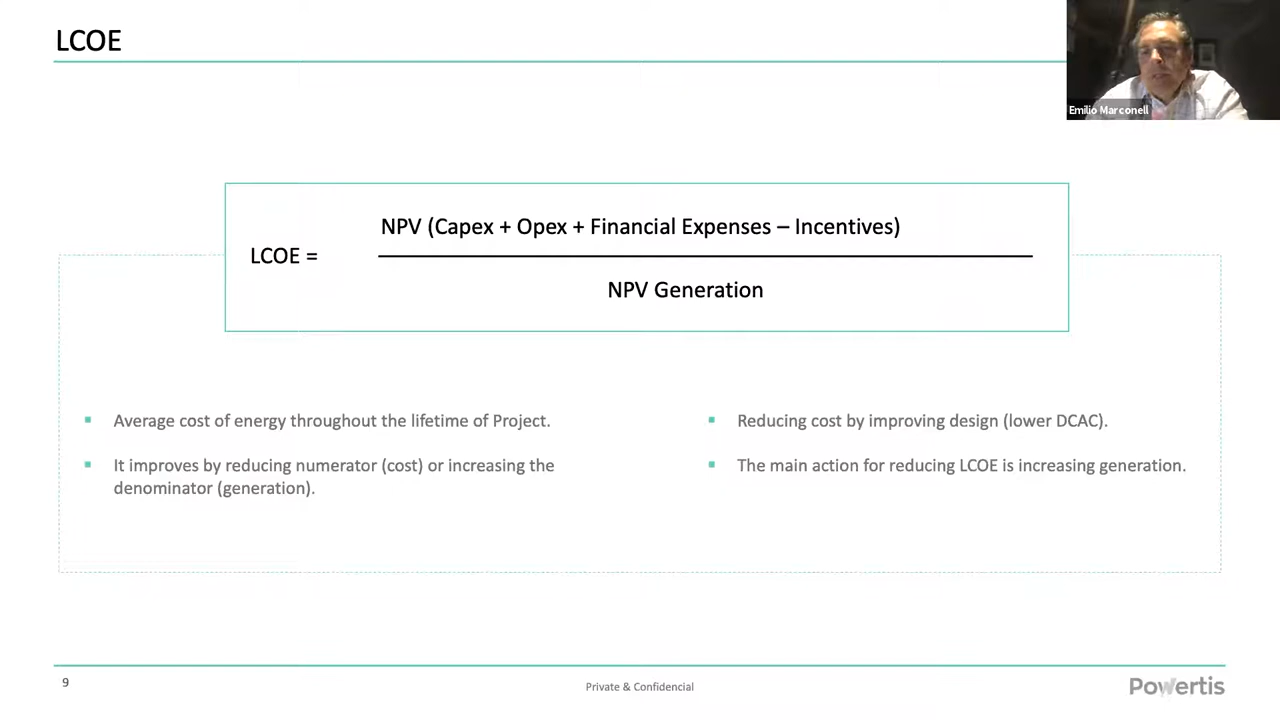 LCOE
Emilio Marconell
NPV (Capex + Opex + Financial Expenses – Incentives)
LCOE =
NPV Generation
▪ Average cost of energy throughout the lifetime of Project.
▪ It improves by reducing numerator (cost) or increasing the
denominator (generation).
▪ Reducing cost by improving design (lower DCAC).
▪ The main action for reducing LCOE is increasing generation.
9
Private & Confidencial
Powertis